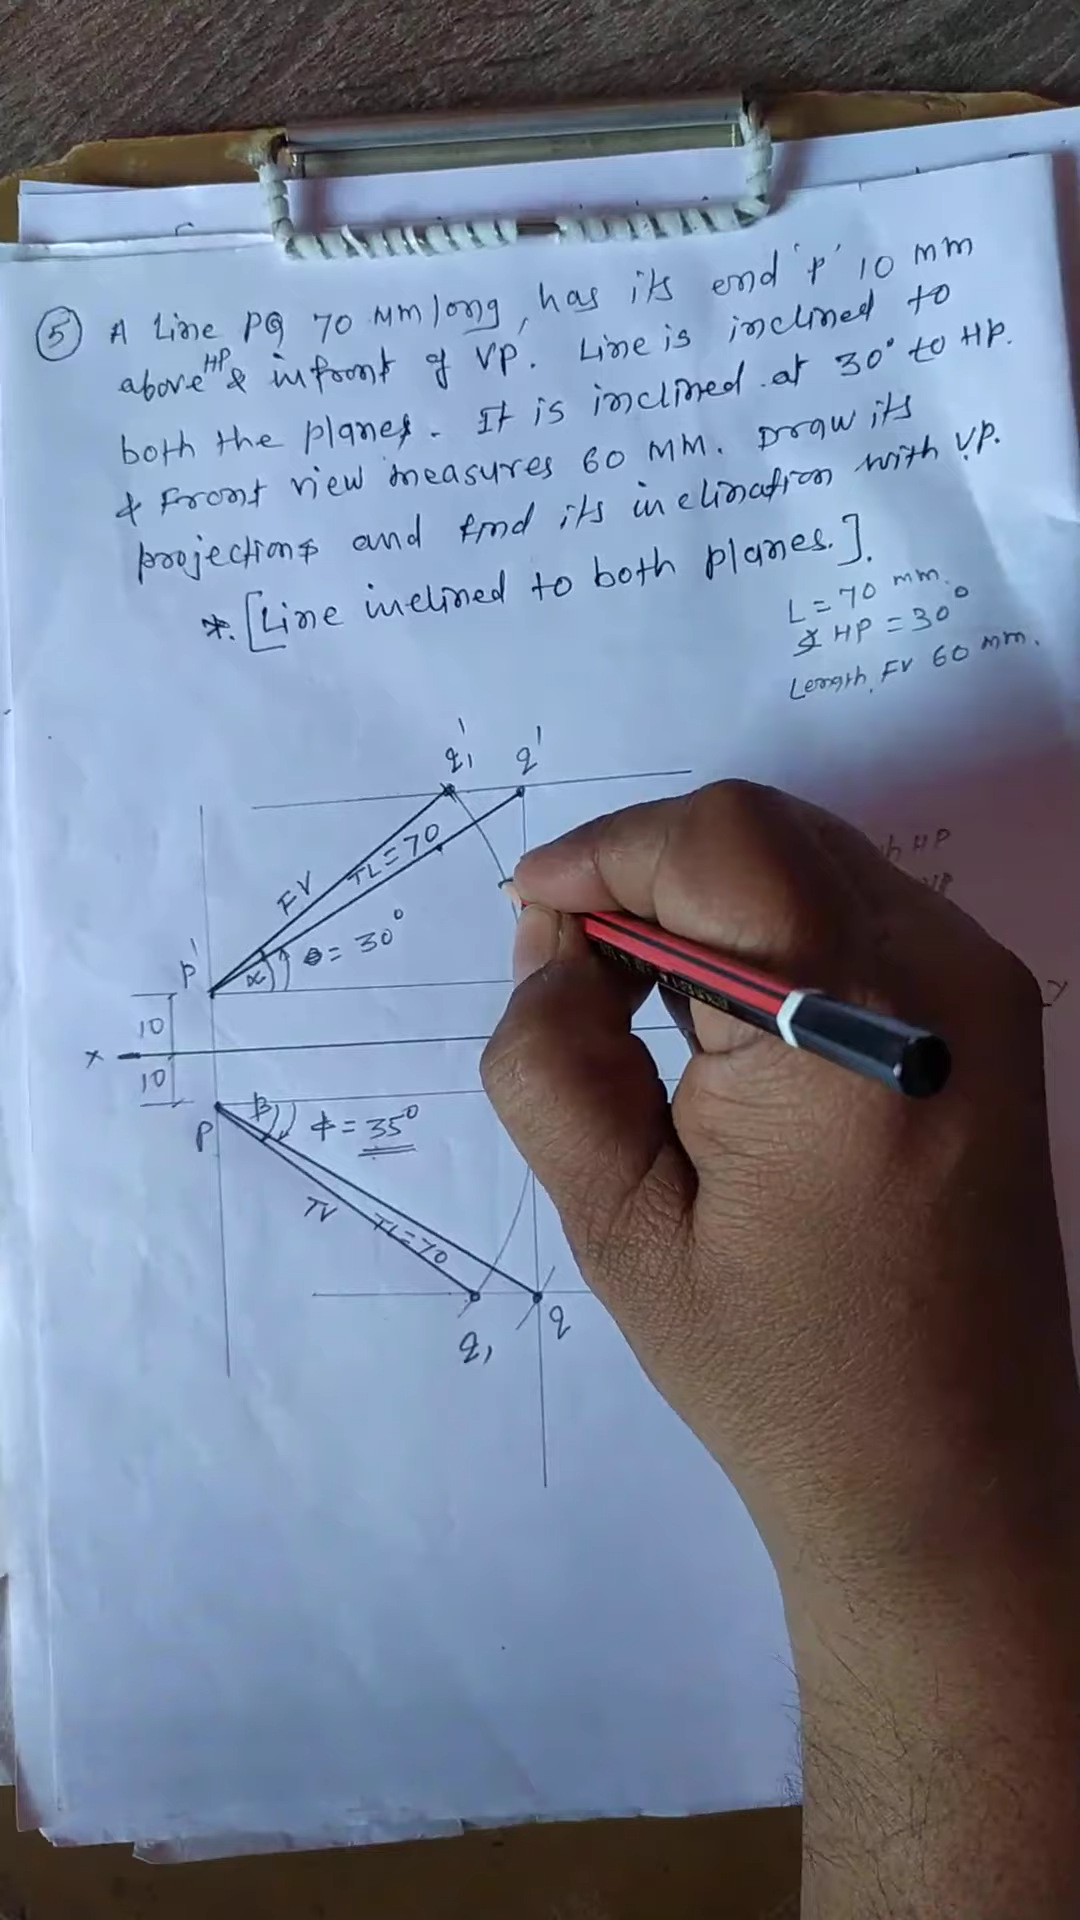 5 A Line PQ 70 MM long, has its end 'p' 10 mm
above HP & infront of VP. Line is inclined to
both the planes. It is inclined at 30° to HP.
& Front view measures 60 MM. Draw its
projections and find its inclination with V.P.
*. [Line inclined to both planes.].
L = 70 mm.
∠ HP = 30°
Length, FV 60 mm.
q₁' q'
FV
TL = 70
p' α θ = 30°
10
X Y
10
p β φ = 35°
TV
TL = 70
q₁ q
HP